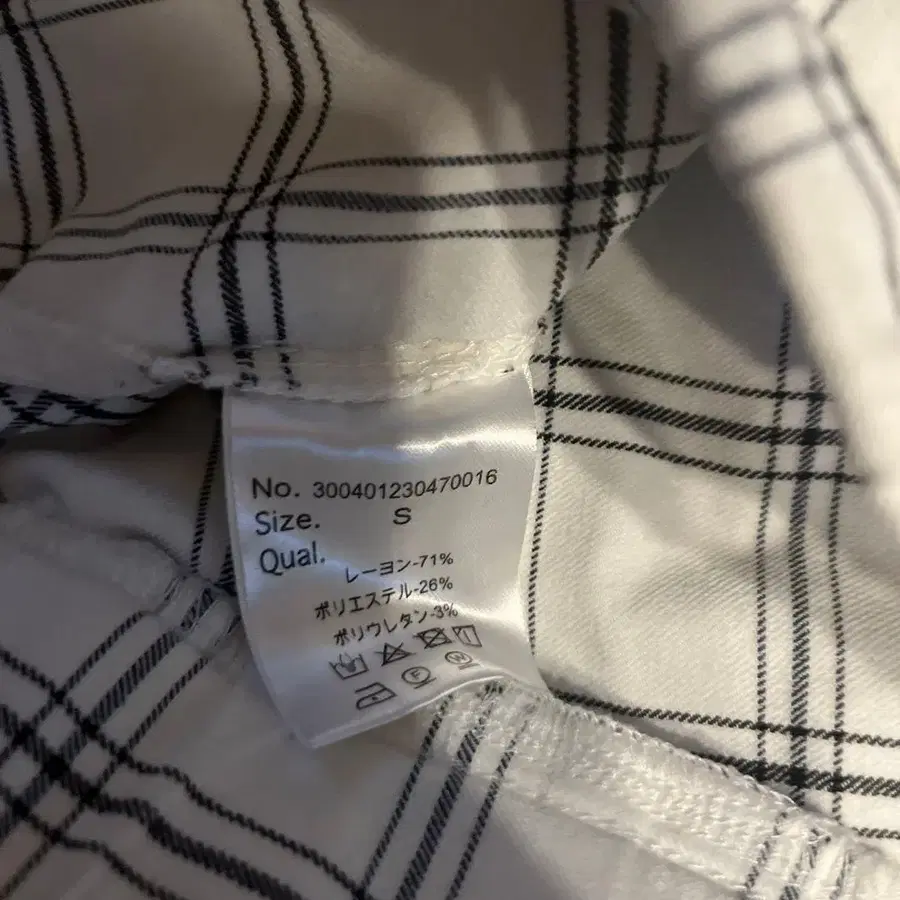 No. 300401230470016
Size. S
Qual.
レーヨン-71%
ポリエステル-26%
ポリウレタン-3%
F W